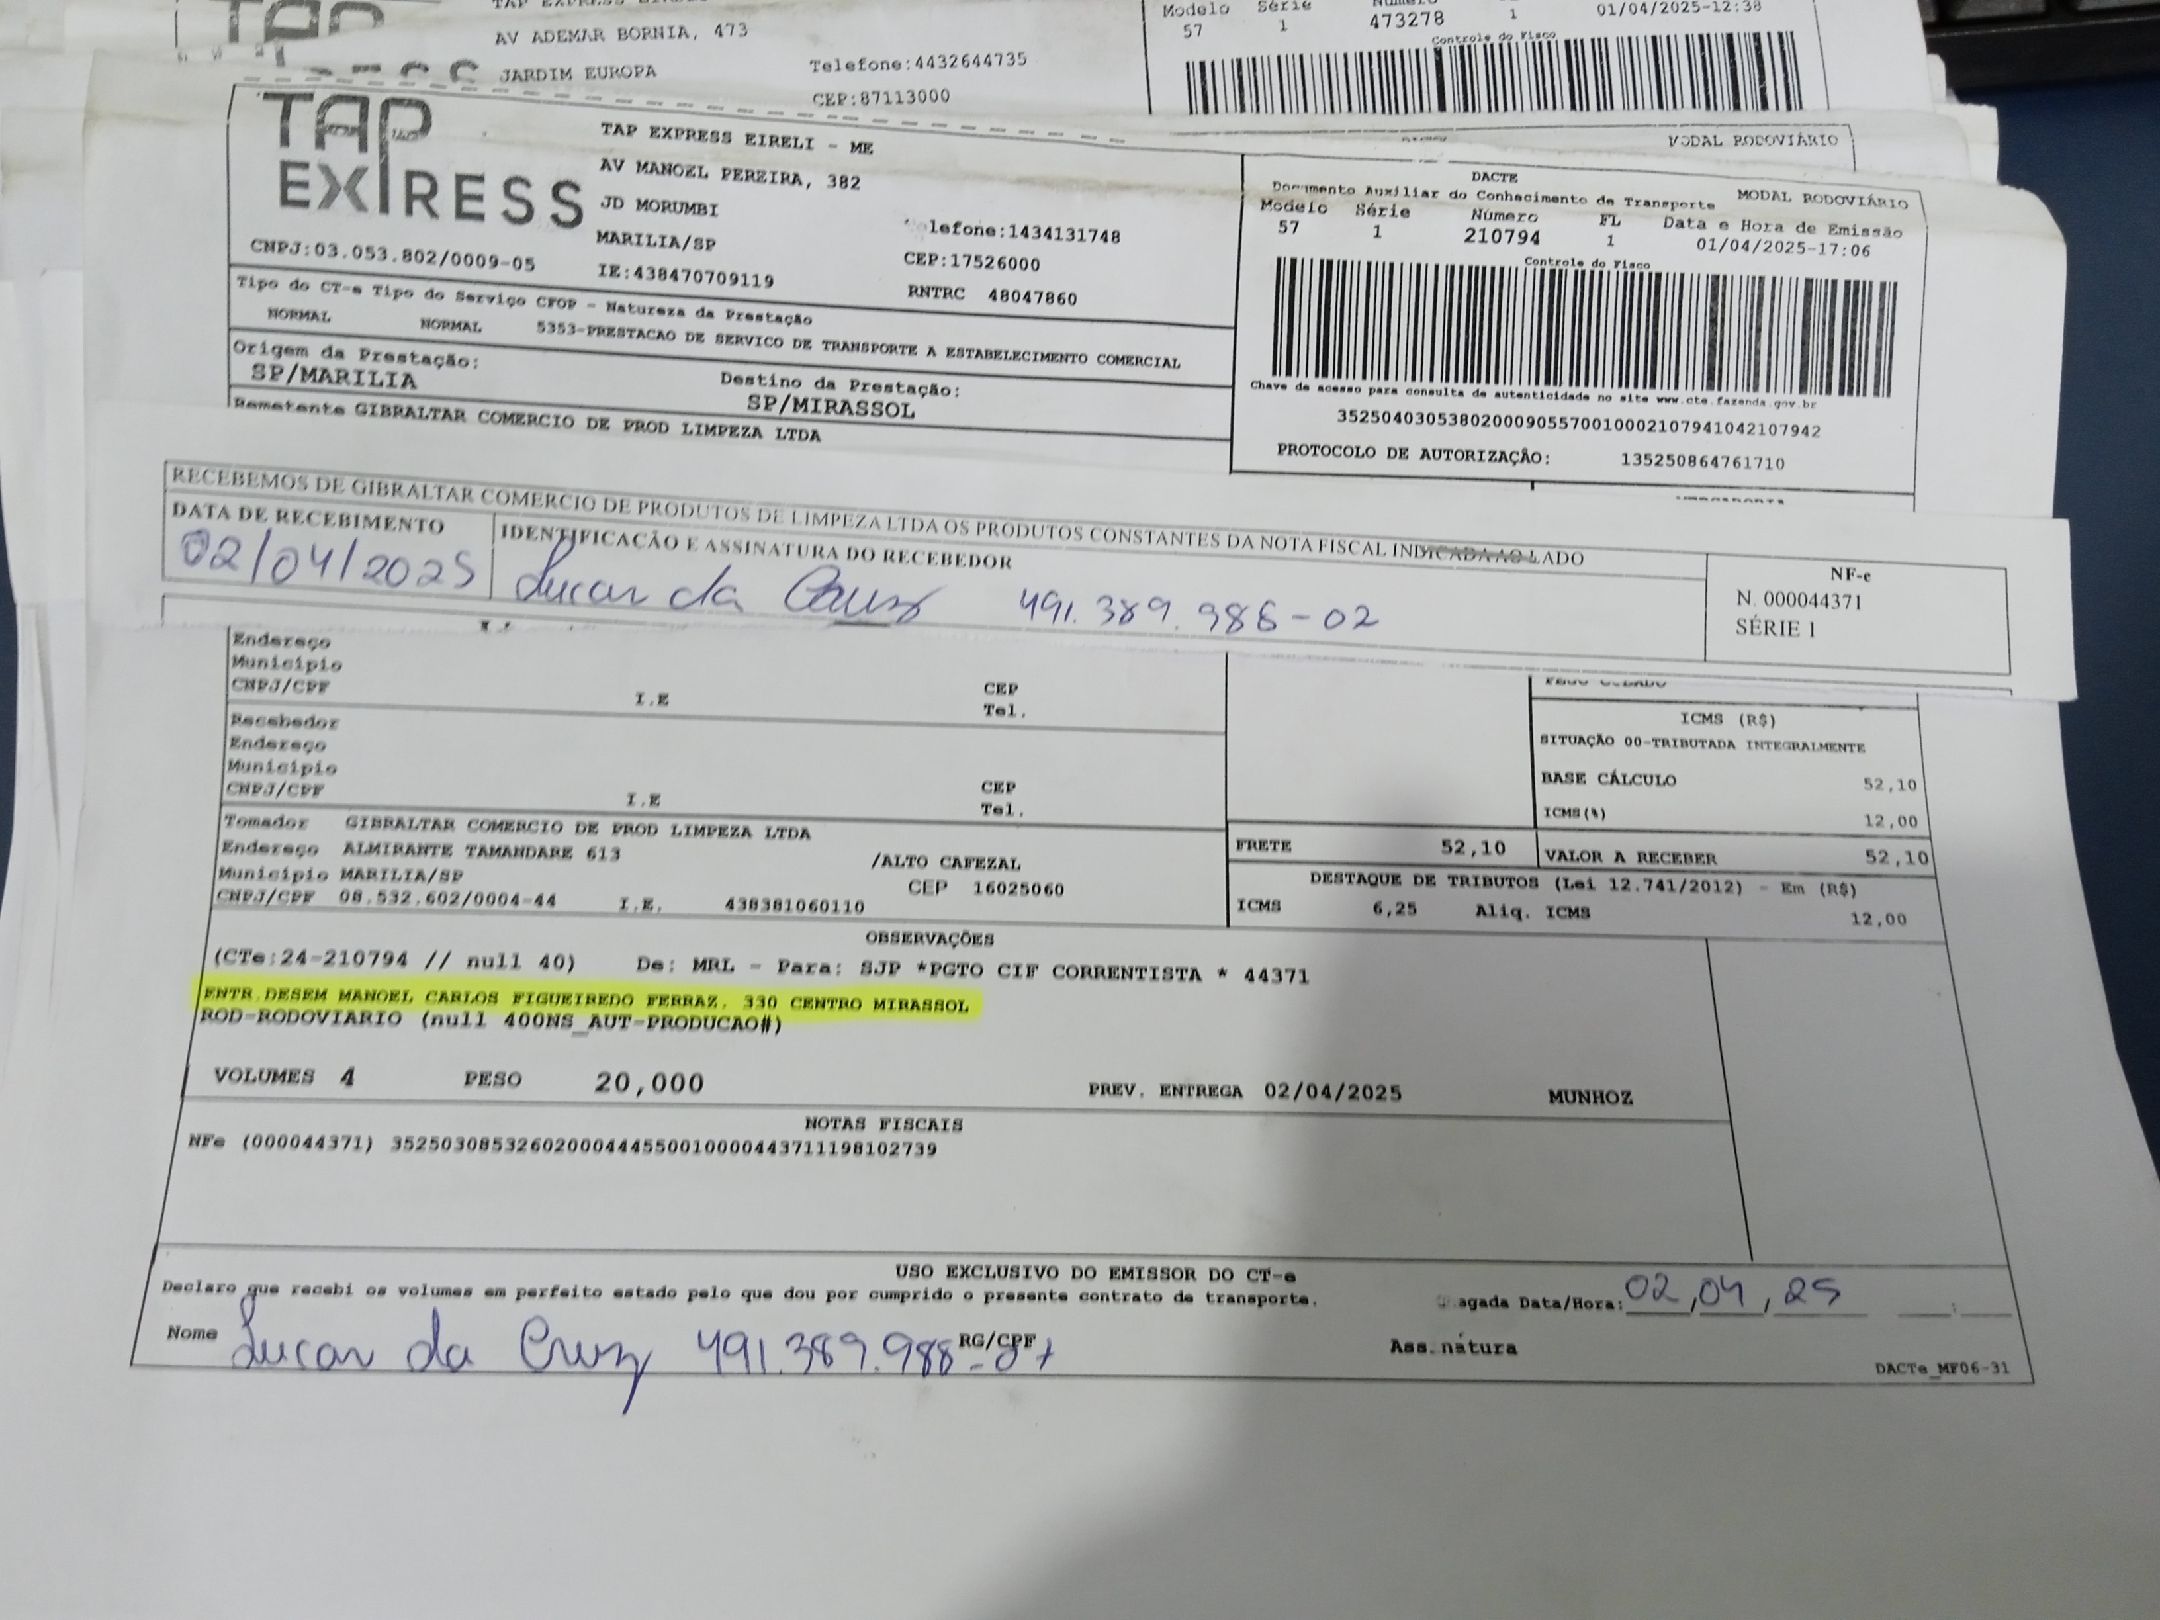 AV ADEMAR BORNIA, 473
JARDIM EUROPA
Telefone:4432644735
CEP:87113000
Modelo Série
57 1 473278 1 01/04/2025-12:38
Controle do Fisco
MODAL RODOVIÁRIO
TAP EXPRESS
TAP EXPRESS EIRELI - ME
AV MANOEL PEREIRA, 382
JD MORUMBI
MARILIA/SP
lefone:1434131748
CNPJ:03.053.802/0009-05
IE:438470709119
CEP:17526000
RNTRC 48047860
DACTE
Documento Auxiliar do Conhecimento de Transporte MODAL RODOVIÁRIO
Modelo Série Número FL Data e Hora de Emissão
57 1 210794 1 01/04/2025-17:06
Controle do Fisco
Tipo do CT-e Tipo do Serviço CFOP - Natureza da Prestação
NORMAL NORMAL 5353-PRESTACAO DE SERVICO DE TRANSPORTE A ESTABELECIMENTO COMERCIAL
Origem da Prestação:
SP/MARILIA
Destino da Prestação:
SP/MIRASSOL
Chave de acesso para consulta de autenticidade no site www.cte.fazenda.gov.br
35250403053802000905570010002107941042107942
PROTOCOLO DE AUTORIZAÇÃO: 135250864761710
Remetente GIBRALTAR COMERCIO DE PROD LIMPEZA LTDA
RECEBEMOS DE GIBRALTAR COMERCIO DE PRODUTOS DE LIMPEZA LTDA OS PRODUTOS CONSTANTES DA NOTA FISCAL INDICADA AO LADO
DATA DE RECEBIMENTO
02/04/2025
IDENTIFICACÃO E ASSINATURA DO RECEBEDOR
Lucas da Cruz 491.389.988-02
NF-e
N. 000044371
SÉRIE 1
Endereço
Município
CNPJ/CPF I.E CEP
Tel.
Recebedor
Endereço
Município
CNPJ/CPF I.E CEP
Tel.
ICMS (R$)
SITUAÇÃO 00-TRIBUTADA INTEGRALMENTE
BASE CÁLCULO 52,10
ICMS(%) 12,00
Tomador GIBRALTAR COMERCIO DE PROD LIMPEZA LTDA
Endereço ALMIRANTE TAMANDARE 613 /ALTO CAFEZAL
Município MARILIA/SP CEP 16025060
CNPJ/CPF 08.532.602/0004-44 I.E. 438381060110
FRETE 52,10 VALOR A RECEBER 52,10
DESTAQUE DE TRIBUTOS (Lei 12.741/2012) - Em (R$)
ICMS 6,25 Aliq. ICMS 12,00
OBSERVAÇÕES
(CTe:24-210794 // null 40) De: MRL - Para: SJP *PGTO CIF CORRENTISTA * 44371
ENTR.DESEM MANOEL CARLOS FIGUEIREDO FERRAZ, 330 CENTRO MIRASSOL
ROD-RODOVIARIO (null 400NS_AUT-PRODUCAO#)
VOLUMES 4 PESO 20,000 PREV. ENTREGA 02/04/2025 MUNHOZ
NOTAS FISCAIS
NFe (000044371) 35250308532602000444550010000443711198102739
USO EXCLUSIVO DO EMISSOR DO CT-e
Declaro que recebi os volumes em perfeito estado pelo que dou por cumprido o presente contrato de transporte.
agada Data/Hora: 02,04,25 :
Nome Lucas da Cruz 491.389.988 RG/CPF
Ass.natura
DACTe_MF06-31